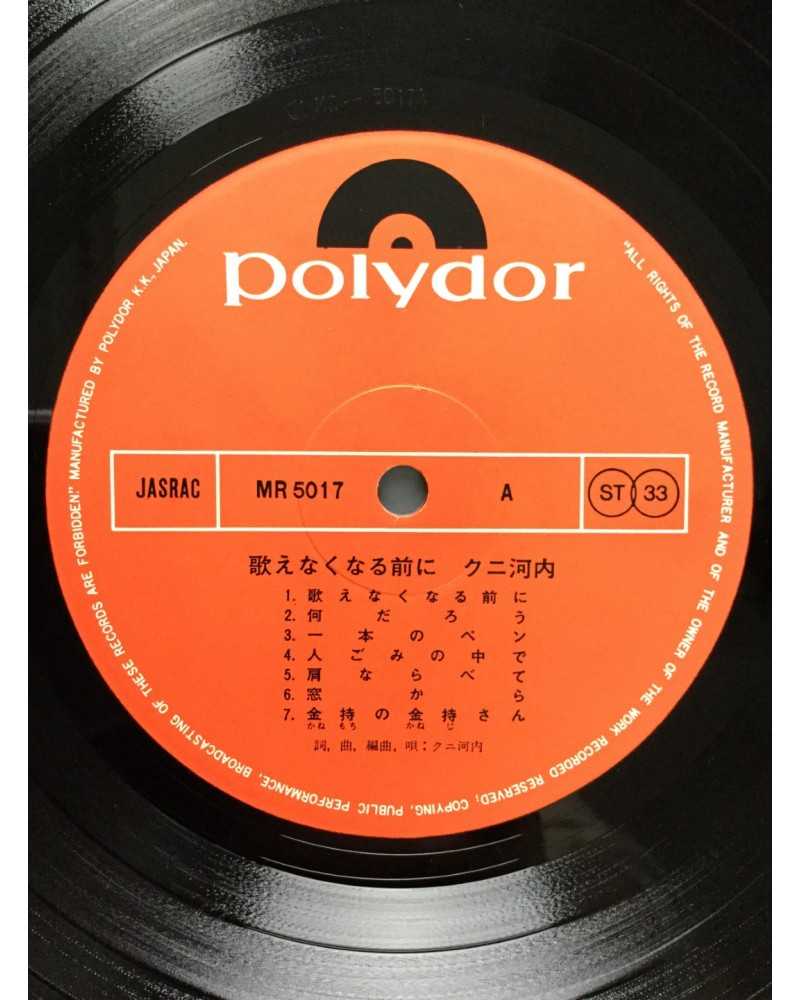 polydor
JASRAC MR 5017 A ST 33
歌えなくなる前に クニ河内
1. 歌えなくなる前に
2. 何だろう
3. 一本のペン
4. 人ごみの中で
5. 肩ならべて
6. 窓から
7. 金持の金持さん
かねもち かねじ
詞, 曲, 編曲, 唄: クニ河内
"ALL RIGHTS OF THE RECORD MANUFACTURER AND OF THE OWNER OF THE WORK RECORDED RESERVED; COPYING, PUBLIC PERFORMANCE, BROADCASTING OF THESE RECORDS ARE FORBIDDEN." MANUFACTURED BY POLYDOR K.K., JAPAN.